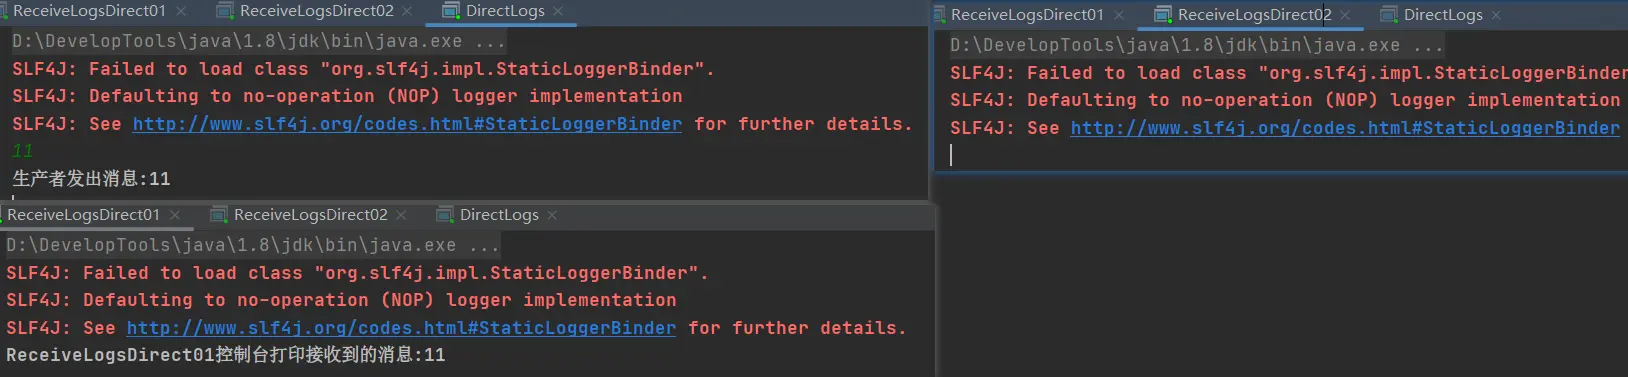 ReceiveLogsDirect01 ReceiveLogsDirect02 DirectLogs
D:\DevelopTools\java\1.8\jdk\bin\java.exe ...
SLF4J: Failed to load class "org.slf4j.impl.StaticLoggerBinder".
SLF4J: Defaulting to no-operation (NOP) logger implementation
SLF4J: See http://www.slf4j.org/codes.html#StaticLoggerBinder for further details.
11
生产者发出消息:11
ReceiveLogsDirect01 ReceiveLogsDirect02 DirectLogs
D:\DevelopTools\java\1.8\jdk\bin\java.exe ...
SLF4J: Failed to load class "org.slf4j.impl.StaticLoggerBinder".
SLF4J: Defaulting to no-operation (NOP) logger implementation
SLF4J: See http://www.slf4j.org/codes.html#StaticLoggerBinder for further details.
ReceiveLogsDirect01控制台打印接收到的消息:11
ReceiveLogsDirect01 ReceiveLogsDirect02 DirectLogs
D:\DevelopTools\java\1.8\jdk\bin\java.exe ...
SLF4J: Failed to load class "org.slf4j.impl.StaticLoggerBinder
SLF4J: Defaulting to no-operation (NOP) logger implementation
SLF4J: See http://www.slf4j.org/codes.html#StaticLoggerBinder